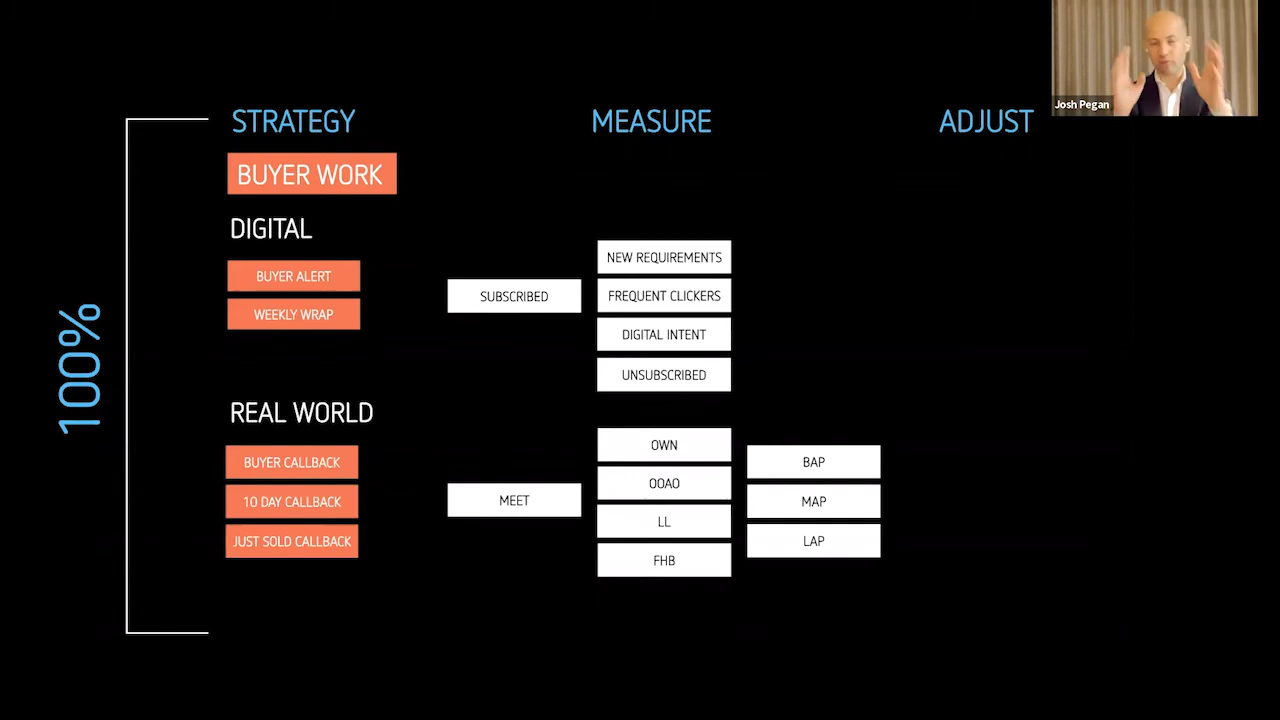 Josh Pegan
STRATEGY
MEASURE
ADJUST
100%
BUYER WORK
DIGITAL
BUYER ALERT
WEEKLY WRAP
SUBSCRIBED
NEW REQUIREMENTS
FREQUENT CLICKERS
DIGITAL INTENT
UNSUBSCRIBED
REAL WORLD
BUYER CALLBACK
10 DAY CALLBACK
JUST SOLD CALLBACK
MEET
OWN
OOAO
LL
FHB
BAP
MAP
LAP